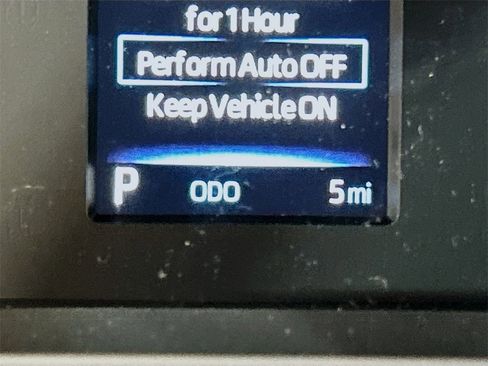 for 1 Hour
Perform Auto OFF
Keep Vehicle ON
P ODO 5 mi